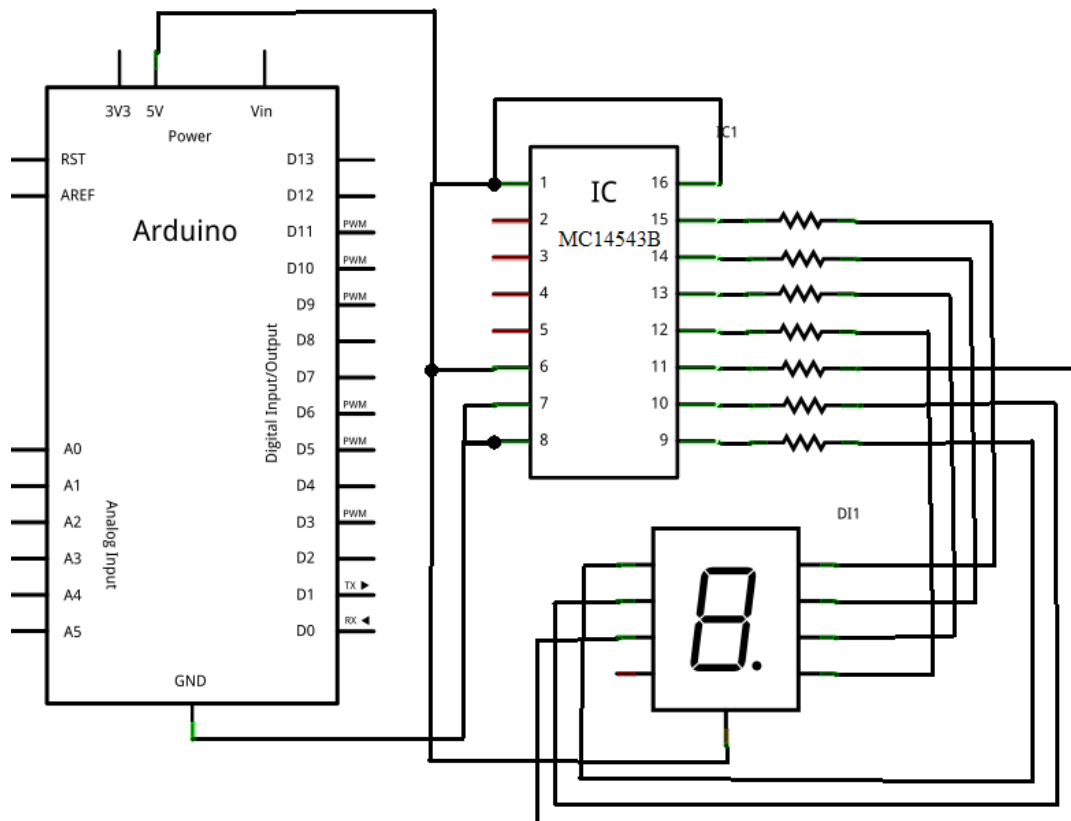 3V3
5V
Vin
Power
RST
AREF
Arduino
D13
D12
D11
PWM
D10
PWM
D9
PWM
D8
D7
D6
PWM
D5
PWM
D4
D3
PWM
D2
D1
TX
D0
RX
Digital Input/Output
A0
A1
A2
A3
A4
A5
Analog Input
GND
IC1
IC
MC14543B
1
2
3
4
5
6
7
8
16
15
14
13
12
11
10
9
DI1